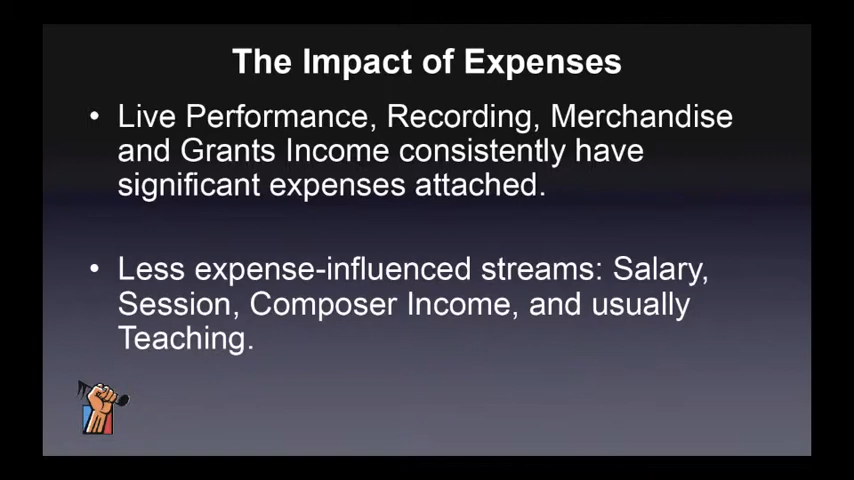 The Impact of Expenses
• Live Performance, Recording, Merchandise
and Grants Income consistently have
significant expenses attached.
• Less expense-influenced streams: Salary,
Session, Composer Income, and usually
Teaching.